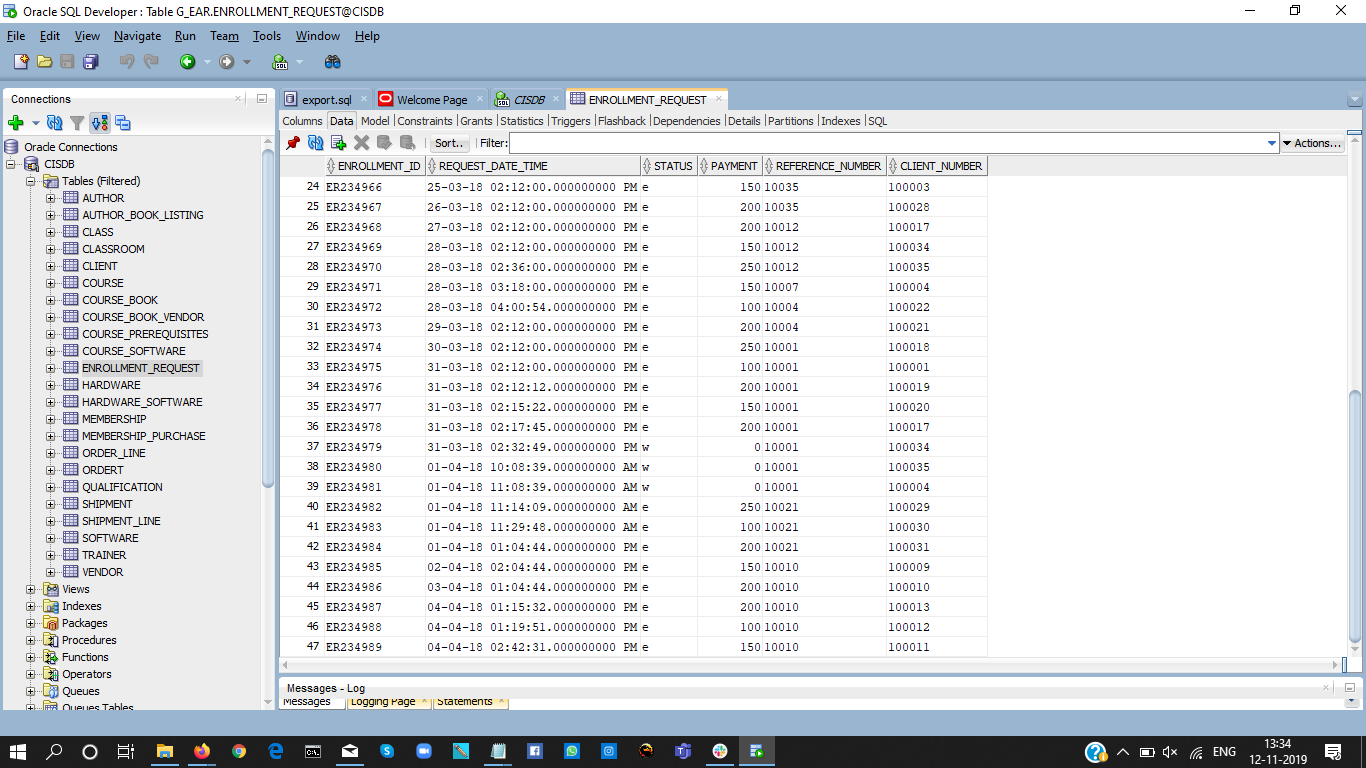 Oracle SQL Developer : Table G_EAR.ENROLLMENT_REQUEST@CISDB
File Edit View Navigate Run Team Tools Window Help
Connections
Oracle Connections
CISDB
Tables (Filtered)
AUTHOR
AUTHOR_BOOK_LISTING
CLASS
CLASSROOM
CLIENT
COURSE
COURSE_BOOK
COURSE_BOOK_VENDOR
COURSE_PREREQUISITES
COURSE_SOFTWARE
ENROLLMENT_REQUEST
HARDWARE
HARDWARE_SOFTWARE
MEMBERSHIP
MEMBERSHIP_PURCHASE
ORDER_LINE
ORDERT
QUALIFICATION
SHIPMENT
SHIPMENT_LINE
SOFTWARE
TRAINER
VENDOR
Views
Indexes
Packages
Procedures
Functions
Operators
Queues
Queues Tables
export.sql Welcome Page CISDB ENROLLMENT_REQUEST
Columns Data Model Constraints Grants Statistics Triggers Flashback Dependencies Details Partitions Indexes SQL
Sort.. Filter: Actions...
ENROLLMENT_ID REQUEST_DATE_TIME STATUS PAYMENT REFERENCE_NUMBER CLIENT_NUMBER
24 ER234966 25-03-18 02:12:00.000000000 PM e 150 10035 100003
25 ER234967 26-03-18 02:12:00.000000000 PM e 200 10035 100028
26 ER234968 27-03-18 02:12:00.000000000 PM e 200 10012 100017
27 ER234969 28-03-18 02:12:00.000000000 PM e 150 10012 100034
28 ER234970 28-03-18 02:36:00.000000000 PM e 250 10012 100035
29 ER234971 28-03-18 03:18:00.000000000 PM e 150 10007 100004
30 ER234972 28-03-18 04:00:54.000000000 PM e 100 10004 100022
31 ER234973 29-03-18 02:12:00.000000000 PM e 200 10004 100021
32 ER234974 30-03-18 02:12:00.000000000 PM e 250 10001 100018
33 ER234975 31-03-18 02:12:00.000000000 PM e 100 10001 100001
34 ER234976 31-03-18 02:12:12.000000000 PM e 200 10001 100019
35 ER234977 31-03-18 02:15:22.000000000 PM e 150 10001 100020
36 ER234978 31-03-18 02:17:45.000000000 PM e 200 10001 100017
37 ER234979 31-03-18 02:32:49.000000000 PM w 0 10001 100034
38 ER234980 01-04-18 10:08:39.000000000 AM w 0 10001 100035
39 ER234981 01-04-18 11:08:39.000000000 AM w 0 10001 100004
40 ER234982 01-04-18 11:14:09.000000000 AM e 250 10021 100029
41 ER234983 01-04-18 11:29:48.000000000 AM e 100 10021 100030
42 ER234984 01-04-18 01:04:44.000000000 PM e 200 10021 100031
43 ER234985 02-04-18 02:04:44.000000000 PM e 150 10010 100009
44 ER234986 03-04-18 01:04:44.000000000 PM e 200 10010 100010
45 ER234987 04-04-18 01:15:32.000000000 PM e 200 10010 100013
46 ER234988 04-04-18 01:19:51.000000000 PM e 100 10010 100012
47 ER234989 04-04-18 02:42:31.000000000 PM e 150 10010 100011
Messages - Log
Messages Logging Page Statements
ENG 13:34
12-11-2019